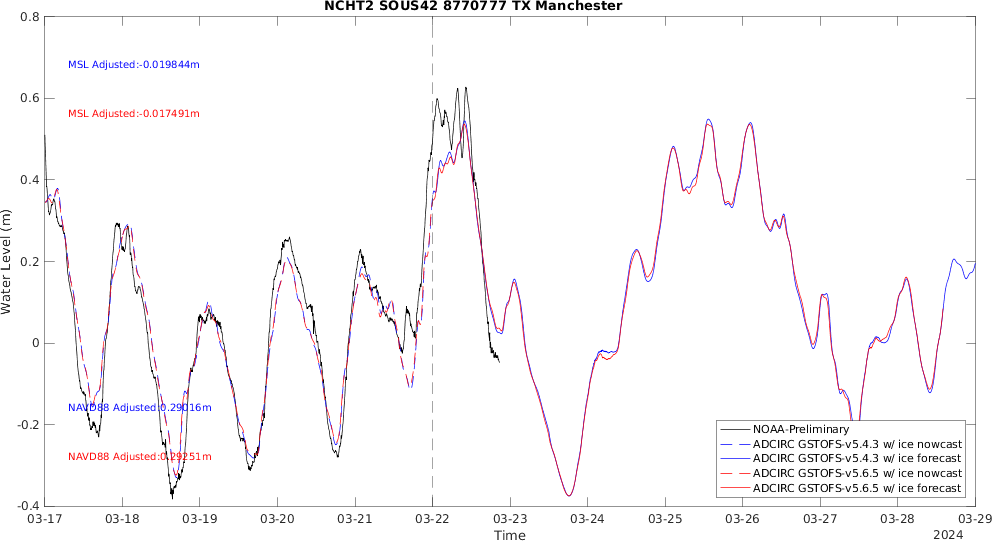 NCHT2 SOUS42 8770777 TX Manchester
0.8
0.6
0.4
0.2
0
-0.2
-0.4
Water Level (m)
MSL Adjusted:-0.019844m
MSL Adjusted:-0.017491m
NAVD88 Adjusted:0.29016m
NAVD88 Adjusted:0.29251m
NOAA-Preliminary
ADCIRC GSTOFS-v5.4.3 w/ ice nowcast
ADCIRC GSTOFS-v5.4.3 w/ ice forecast
ADCIRC GSTOFS-v5.6.5 w/ ice nowcast
ADCIRC GSTOFS-v5.6.5 w/ ice forecast
03-17 03-18 03-19 03-20 03-21 03-22 03-23 03-24 03-25 03-26 03-27 03-28 03-29
Time
2024